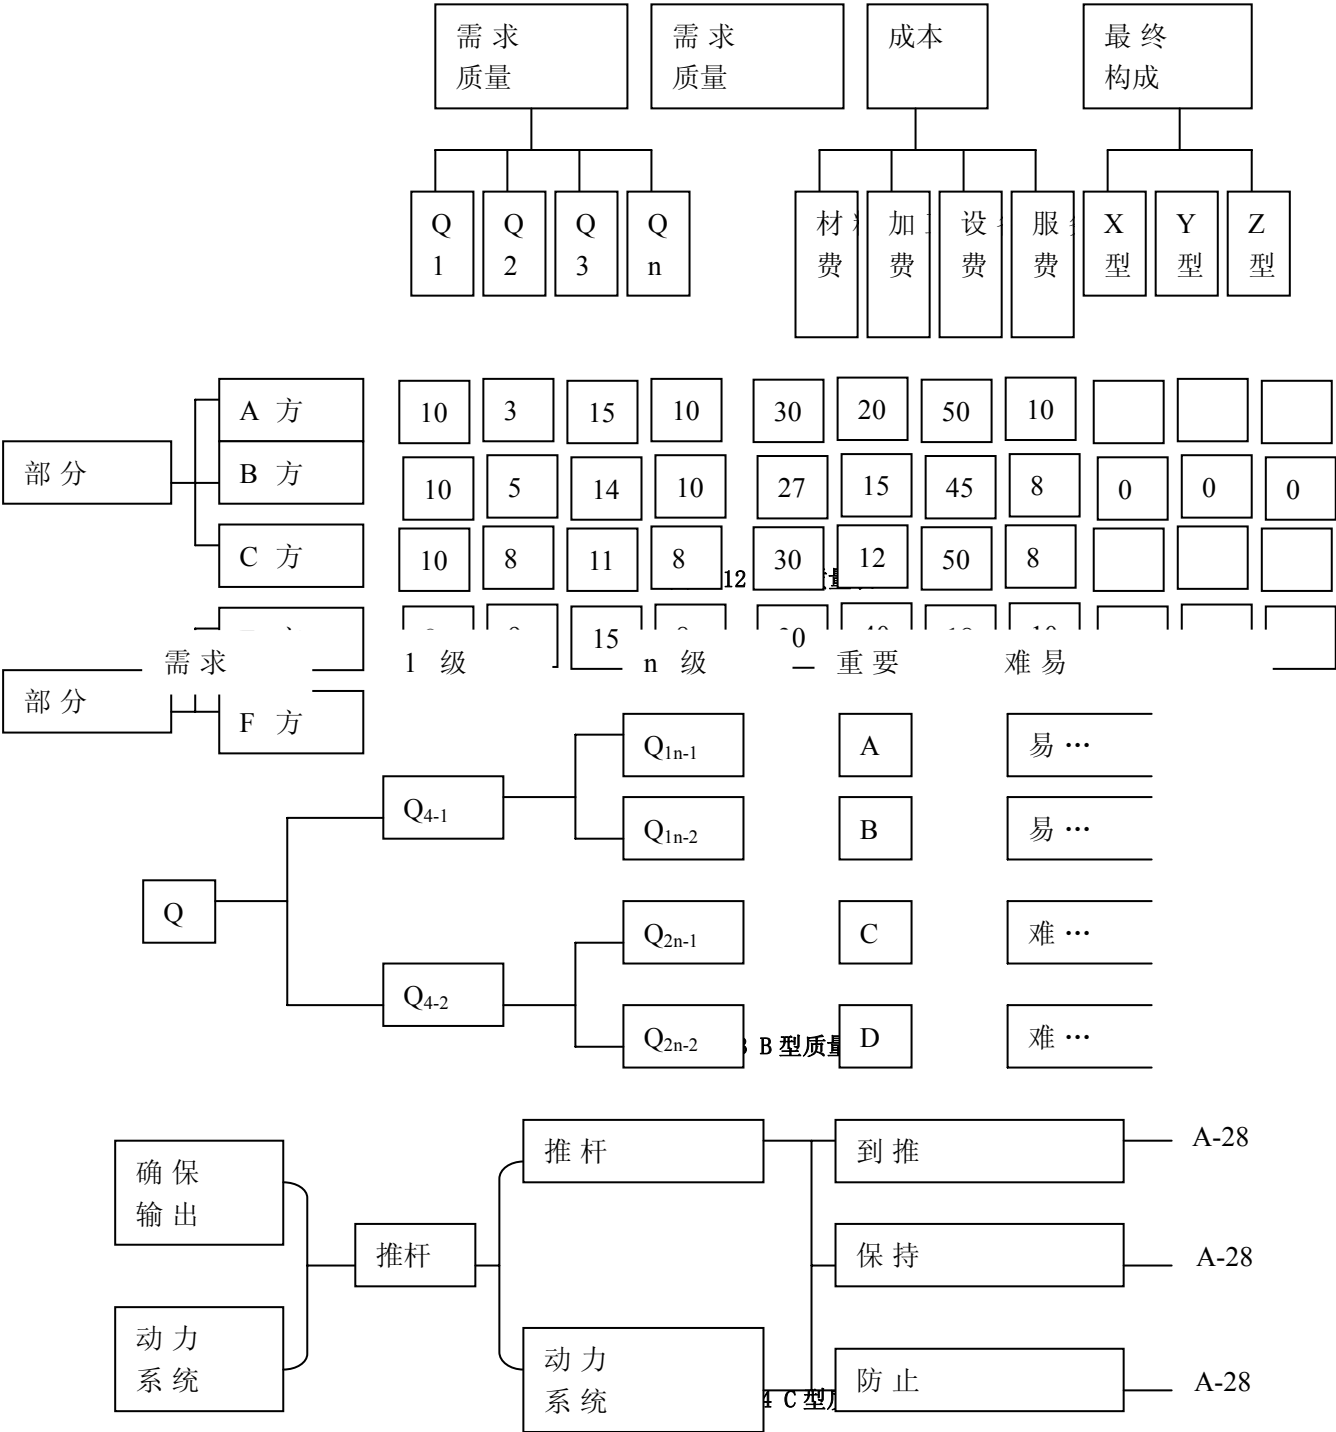 需 求 需 求 成本 最 终
质量 质量 构成
Q Q Q Q 材 加 设 服 X Y Z
1 2 3 n 费 费 费 费 型 型 型
A 方 10 3 15 10 30 20 50 10
部 分 B 方 10 5 14 10 27 15 45 8 0 0 0
C 方 10 8 11 8 30 12 50 8
12 量
15 0
需 求 1 级 n 级 重 要 难 易
部 分 F 方
Q1n-1 A 易 …
Q4-1
Q1n-2 B 易 …
Q
Q2n-1 C 难 …
Q4-2
Q2n-2 B 型质量 D 难 …
推 杆 到 推 A-28
确 保
输 出
推杆 保 持 A-28
动 力 动 力 防 止 A-28
系 统 系 统 4 C 型